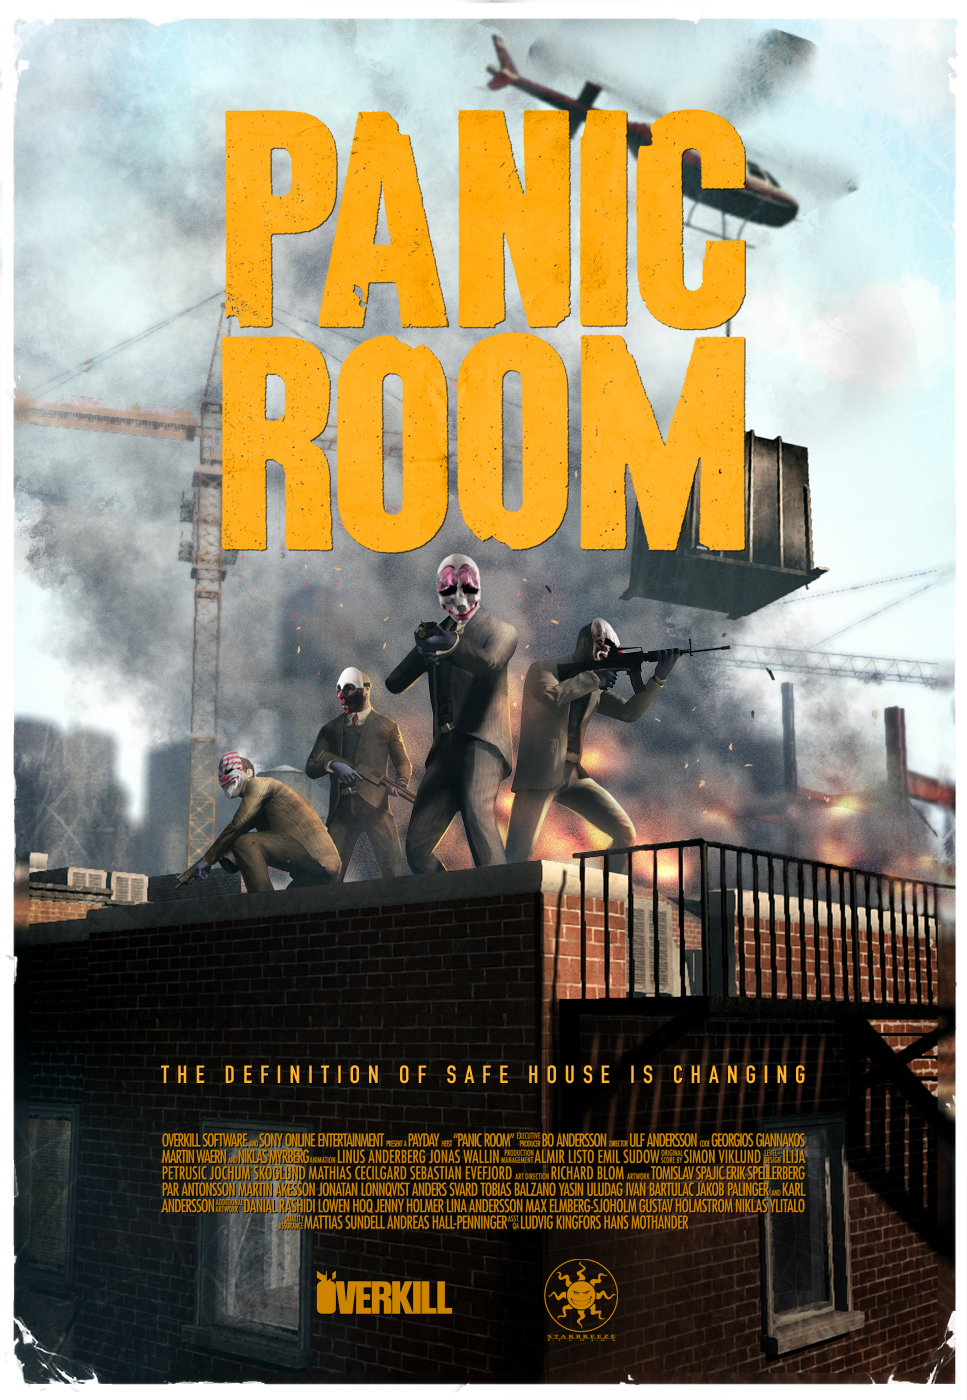 PANIC
ROOM
THE DEFINITION OF SAFE HOUSE IS CHANGING
OVERKILL SOFTWARE AND SONY ONLINE ENTERTAINMENT PRESENT A PAYDAY HEIST "PANIC ROOM" EXECUTIVE PRODUCER BO ANDERSSON DIRECTOR ULF ANDERSSON CODE GEORGIOS GIANNAKOS
MARTIN WAERN AND NIKLAS MYRBERG ANIMATION LINUS ANDERBERG JONAS WALLIN PRODUCTION MANAGEMENT ALMIR LISTO EMIL SUDOW ORIGINAL SCORE BY SIMON VIKLUND LEVEL DESIGN ILIJA
PETRUSIC JOCHUM SKOGLUND MATHIAS CECILGARD SEBASTIAN EVEFJORD ART DIRECTION RICHARD BLOM ARTWORK TOMISLAV SPAJIC ERIK SPELLERBERG
PAR ANTONSSON MARTIN AKESSON JONATAN LONNQVIST ANDERS SVARD TOBIAS BALZANO YASIN ULUDAG IVAN BARTULAC JAKOB PALINGER AND KARL
ANDERSSON ADDITIONAL ARTWORK DANIAL RASHIDI LOWEN HOQ JENNY HOLMER LINA ANDERSSON MAX ELMBERG-SJOHOLM GUSTAV HOLMSTROM NIKLAS YLITALO
QUALITY ASSURANCE MATTIAS SUNDELL ANDREAS HALL-PENNINGER ASST QA LUDVIG KINGFORS HANS MOTHANDER
OVERKILL
STARBREEZE